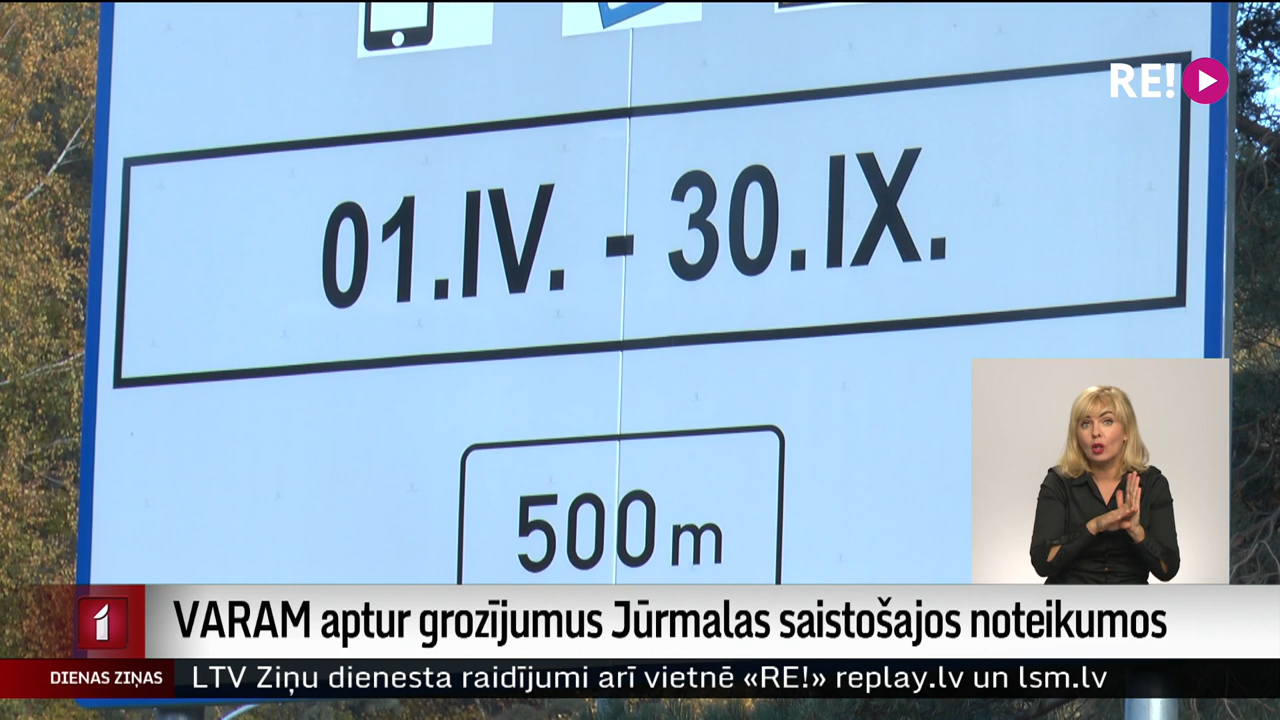 RE!
01.IV. - 30.IX.
500m
1
VARAM aptur grozījumus Jūrmalas saistošajos noteikumos
DIENAS ZIŅAS
LTV Ziņu dienesta raidījumi arī vietnē «RE!» replay.lv un lsm.lv